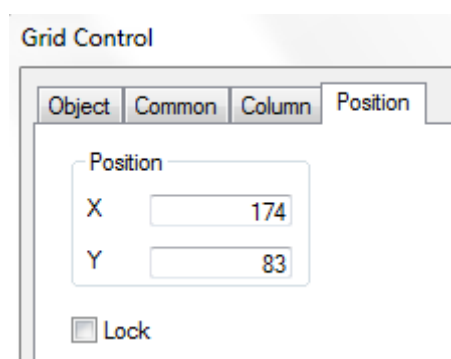 Grid Control
Object Common Column Position
Position
X 174
Y 83
Lock